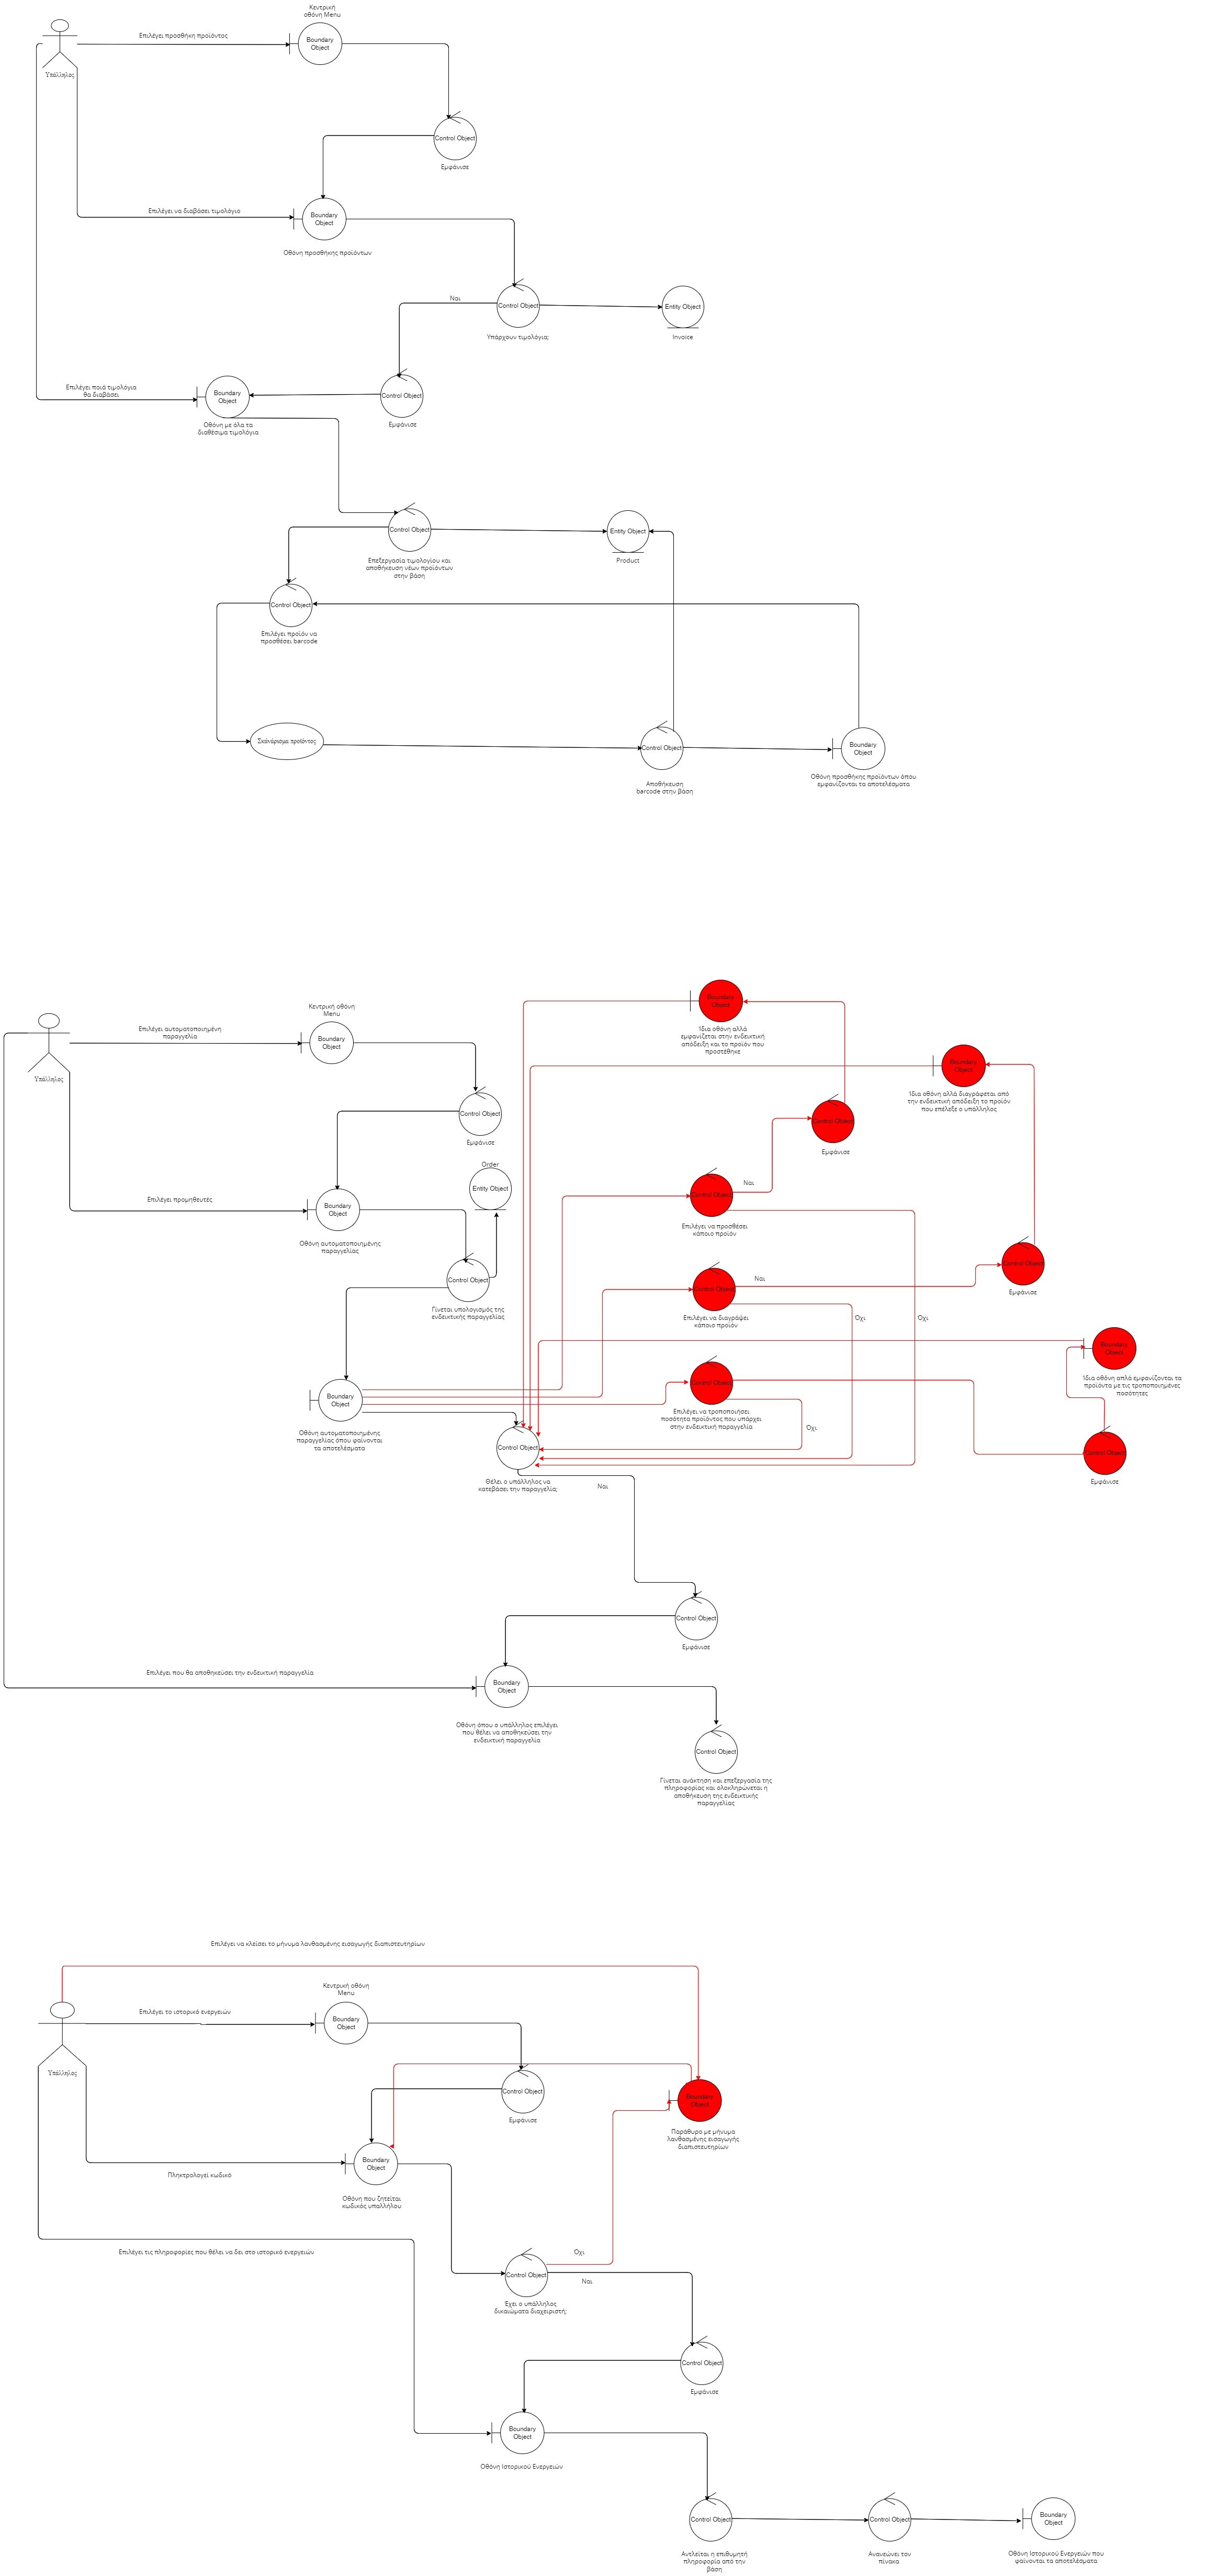 Κεντρική
οθόνη Menu
Επιλέγει προσθήκη προϊόντος
Boundary
Object
Υπάλληλος
Control Object
Εμφάνισε
Επιλέγει να διαβάσει τιμολόγιο
Boundary
Object
Οθόνη προσθήκης προϊόντων
Ναι
Control Object
Entity Object
Υπάρχουν τιμολόγια;
Invoice
Επιλέγει ποιά τιμολόγια
θα διαβάσει
Boundary
Object
Control Object
Οθόνη με όλα τα
διαθέσιμα τιμολόγια
Εμφάνισε
Control Object
Entity Object
Επεξεργασία τιμολογίου και
αποθήκευση νέων προϊόντων
στην βάση
Product
Control Object
Επιλέγει προϊόν να
προσθέσει barcode
Σκανάρισμα προϊόντος
Control Object
Boundary
Object
Αποθήκευση
barcode στην βάση
Οθόνη προσθήκης προϊόντων όπου
εμφανίζονται τα αποτελέσματα
Boundary
Object
Κεντρική οθόνη
Menu
Επιλέγει αυτοματοποιημένη
παραγγελία
Boundary
Object
Ίδια οθόνη αλλά
εμφανίζεται στην ενδεικτική
απόδειξη και το προϊόν που
προστέθηκε
Υπάλληλος
Boundary
Object
Ίδια οθόνη αλλά διαγράφεται από
την ενδεικτική απόδειξη το προϊόν
που επέλεξε ο υπάλληλος
Control Object
Εμφάνισε
Control Object
Εμφάνισε
Order
Entity Object
Ναι
Control Object
Επιλέγει να προσθέσει
κάποιο προϊόν
Επιλέγει προμηθευτές
Boundary
Object
Οθόνη αυτοματοποιημένης
παραγγελίας
Control Object
Εμφάνισε
Control Object
Γίνεται υπολογισμός της
ενδεικτικής παραγγελίας
Ναι
Control Object
Επιλέγει να διαγράψει
κάποιο προϊόν
Όχι
Όχι
Boundary
Object
Ίδια οθόνη απλά εμφανίζονται τα
προϊόντα με τις τροποποιημένες
ποσότητες
Control Object
Επιλέγει να τροποποιήσει
ποσότητα προϊόντος που υπάρχει
στην ενδεικτική παραγγελία
Όχι
Boundary
Object
Οθόνη αυτοματοποιημένης
παραγγελίας όπου φαίνονται
τα αποτελέσματα
Control Object
Θέλει ο υπάλληλος να
κατεβάσει την παραγγελία;
Ναι
Control Object
Εμφάνισε
Control Object
Εμφάνισε
Επιλέγει που θα αποθηκεύσει την ενδεικτική παραγγελία
Boundary
Object
Οθόνη όπου ο υπάλληλος επιλέγει
που θέλει να αποθηκεύσει την
ενδεικτική παραγγελία
Control Object
Γίνεται ανάκτηση και επεξεργασία της
πληροφορίας και ολοκληρώνεται η
αποθήκευση της ενδεικτικής
παραγγελίας
Επιλέγει να κλείσει το μήνυμα λανθασμένης εισαγωγής διαπιστευτηρίων
Κεντρική οθόνη
Menu
Επιλέγει το ιστορικό ενεργειών
Boundary
Object
Υπάλληλος
Control Object
Εμφάνισε
Boundary
Object
Παράθυρο με μήνυμα
λανθασμένης εισαγωγής
διαπιστευτηρίων
Πληκτρολογεί κωδικό
Boundary
Object
Οθόνη που ζητείται
κωδικός υπαλλήλου
Επιλέγει τις πληροφορίες που θέλει να δει στο ιστορικό ενεργειών
Όχι
Control Object
Ναι
Εχει ο υπάλληλος
δικαιώματα διαχειριστή;
Control Object
Εμφάνισε
Boundary
Object
Οθόνη Ιστορικού Ενεργειών
Control Object
Control Object
Boundary
Object
Αντλείται η επιθυμητή
πληροφορία από την
βάση
Ανανεώνει τον
πίνακα
Οθόνη Ιστορικού Ενεργειών που
φαίνονται τα αποτελέσματα